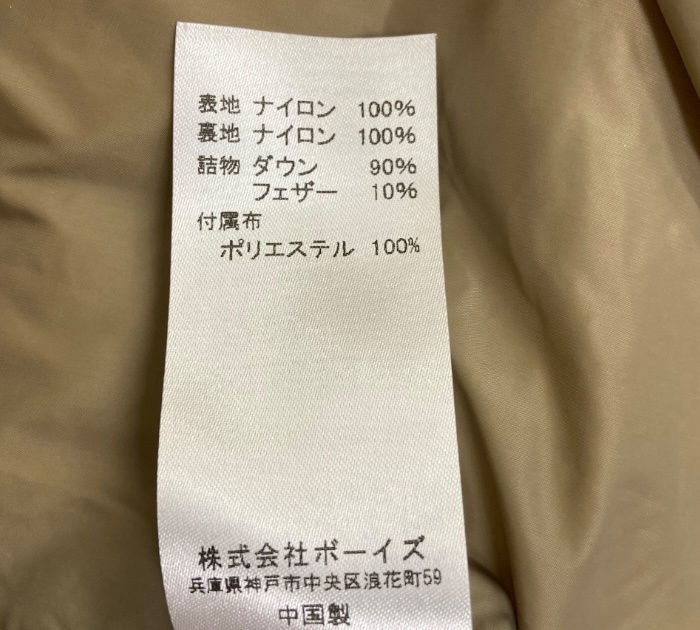 表地 ナイロン 100%
裏地 ナイロン 100%
詰物 ダウン 90%
フェザー 10%
付属布
ポリエステル 100%
株式会社ボーイズ
兵庫県神戸市中央区浪花町59
中国製